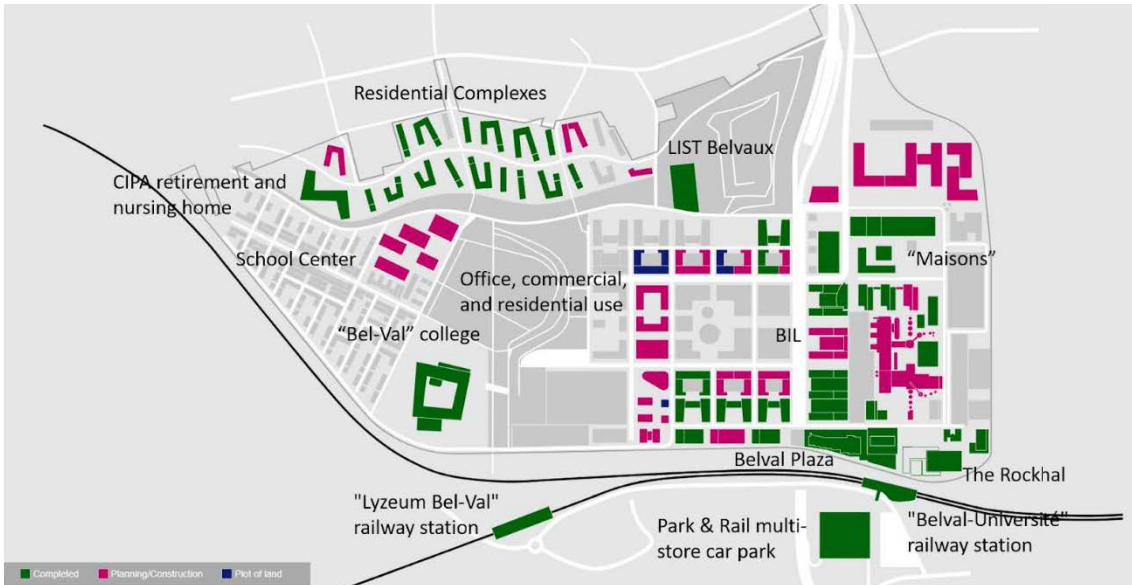 Residential Complexes
LIST Belvaux
CIPA retirement and
nursing home
School Center
"Maisons"
Office, commercial,
and residential use
“Bel-Val” college
BIL
Belval Plaza
The Rockhal
"Lyzeum Bel-Val"
railway station
Park & Rail multi-
store car park
"Belval-Université"
railway station
Completed
Planning/Construction
Plot of land